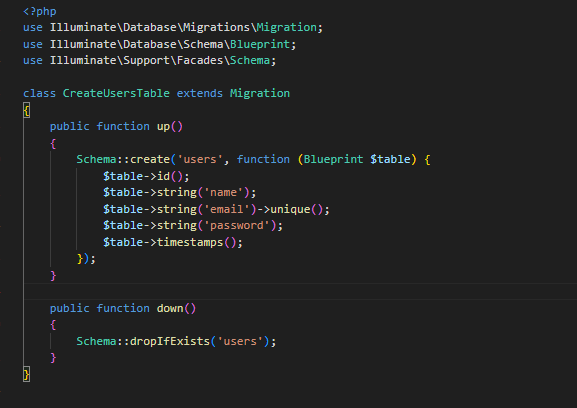 <?php
use Illuminate\Database\Migrations\Migration;
use Illuminate\Database\Schema\Blueprint;
use Illuminate\Support\Facades\Schema;

class CreateUsersTable extends Migration
{
    public function up()
    {
        Schema::create('users', function (Blueprint $table) {
            $table->id();
            $table->string('name');
            $table->string('email')->unique();
            $table->string('password');
            $table->timestamps();
        });
    }

    public function down()
    {
        Schema::dropIfExists('users');
    }
}